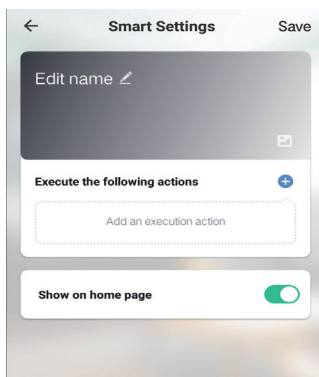 Smart Settings
Save
Edit name
Execute the following actions
Add an execution action
Show on home page